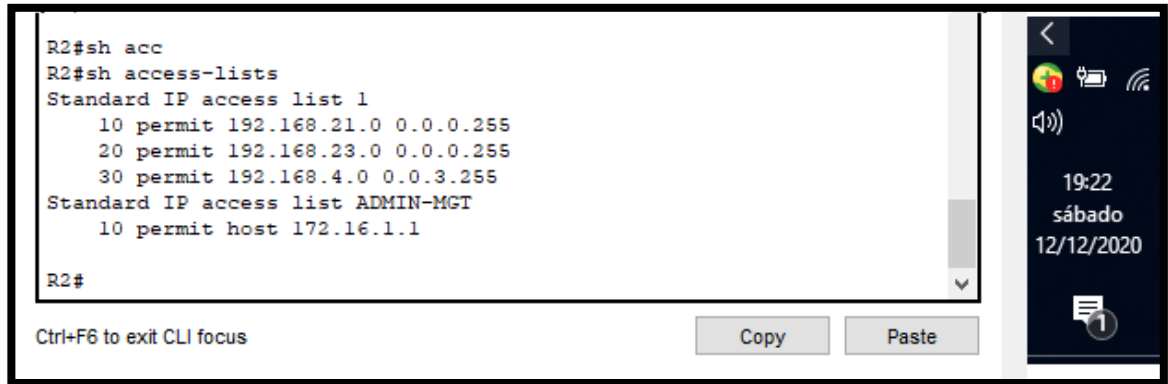 R2#sh acc
R2#sh access-lists
Standard IP access list 1
    10 permit 192.168.21.0 0.0.0.255
    20 permit 192.168.23.0 0.0.0.255
    30 permit 192.168.4.0 0.0.3.255
Standard IP access list ADMIN-MGT
    10 permit host 172.16.1.1
R2#
Ctrl+F6 to exit CLI focus
Copy
Paste
19:22
sábado
12/12/2020
1